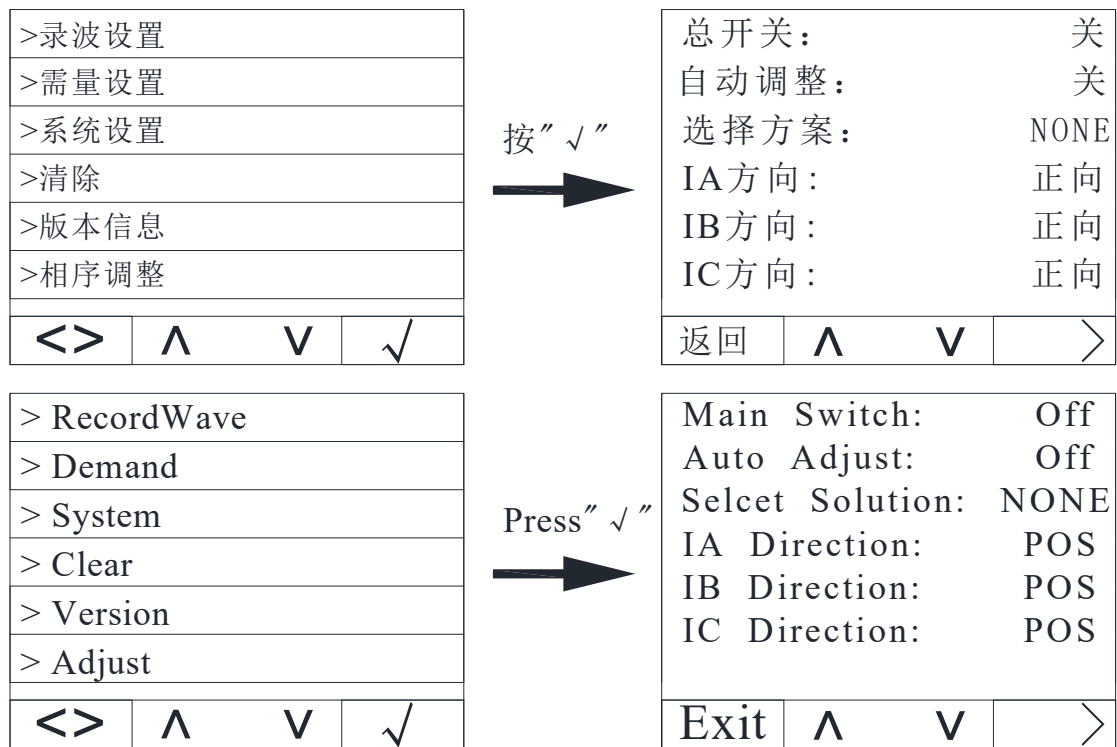 >录波设置
>需量设置
>系统设置
>清除
>版本信息
>相序调整
<> ∧ ∨ √
按″√″
总开关： 关
自动调整： 关
选择方案： NONE
IA方向: 正向
IB方向: 正向
IC方向: 正向
返回 ∧ ∨ >
> RecordWave
> Demand
> System
> Clear
> Version
> Adjust
<> ∧ ∨ √
Press″√″
Main Switch: Off
Auto Adjust: Off
Selcet Solution: NONE
IA Direction: POS
IB Direction: POS
IC Direction: POS
Exit ∧ ∨ >